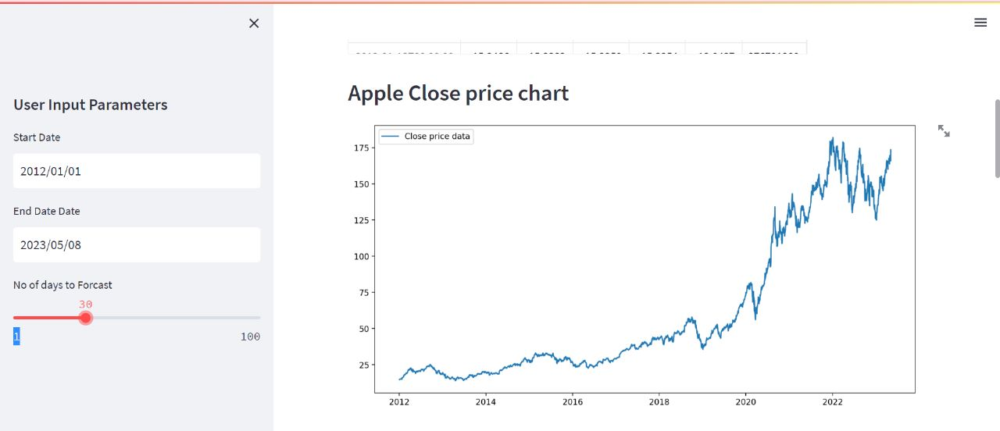 User Input Parameters
Start Date
2012/01/01
End Date Date
2023/05/08
No of days to Forcast
30
1 100
Apple Close price chart
Close price data
175
150
125
100
75
50
25
2012 2014 2016 2018 2020 2022